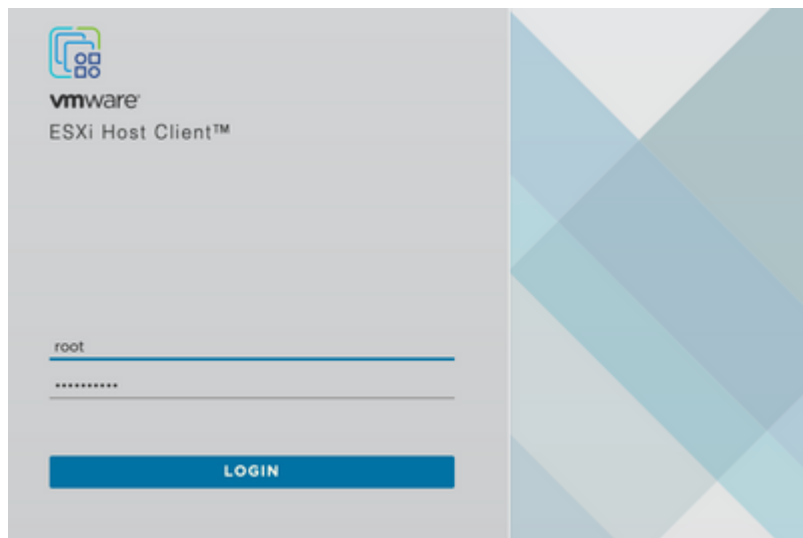 vmware
ESXi Host Client™
root
••••••••••
LOGIN